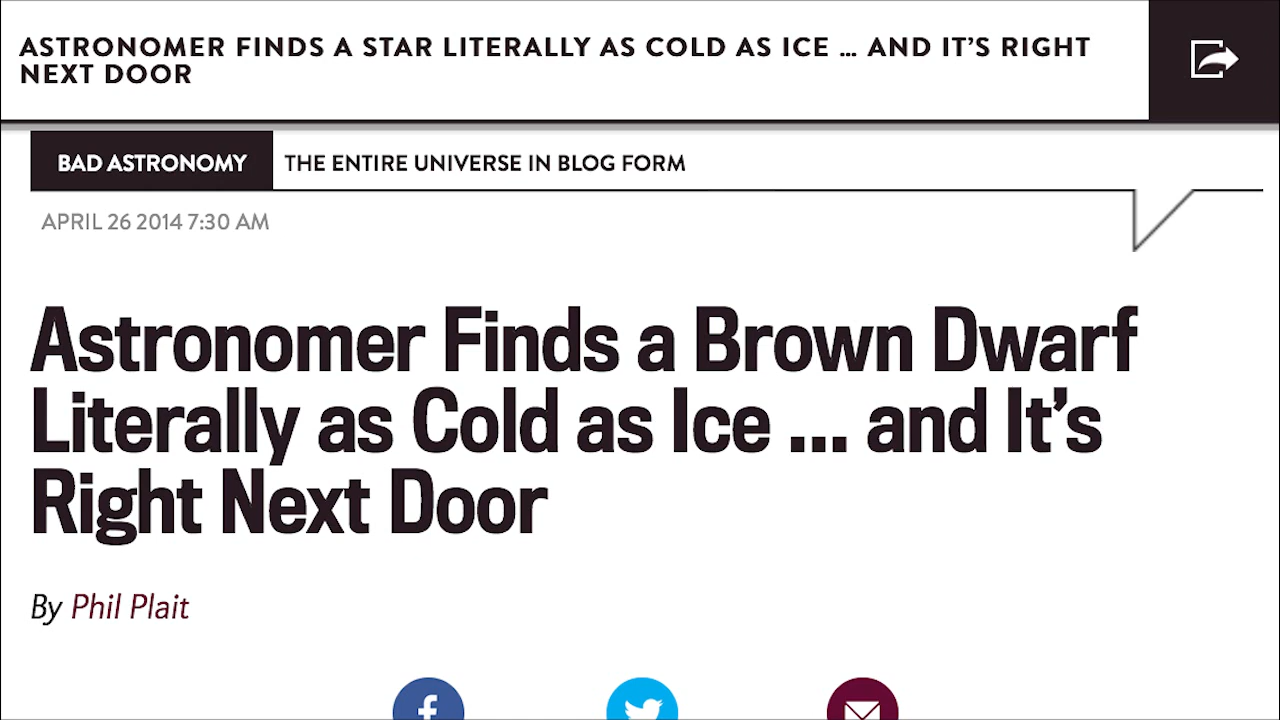 ASTRONOMER FINDS A STAR LITERALLY AS COLD AS ICE … AND IT’S RIGHT
NEXT DOOR
BAD ASTRONOMY THE ENTIRE UNIVERSE IN BLOG FORM
APRIL 26 2014 7:30 AM
Astronomer Finds a Brown Dwarf
Literally as Cold as Ice … and It’s
Right Next Door
By Phil Plait